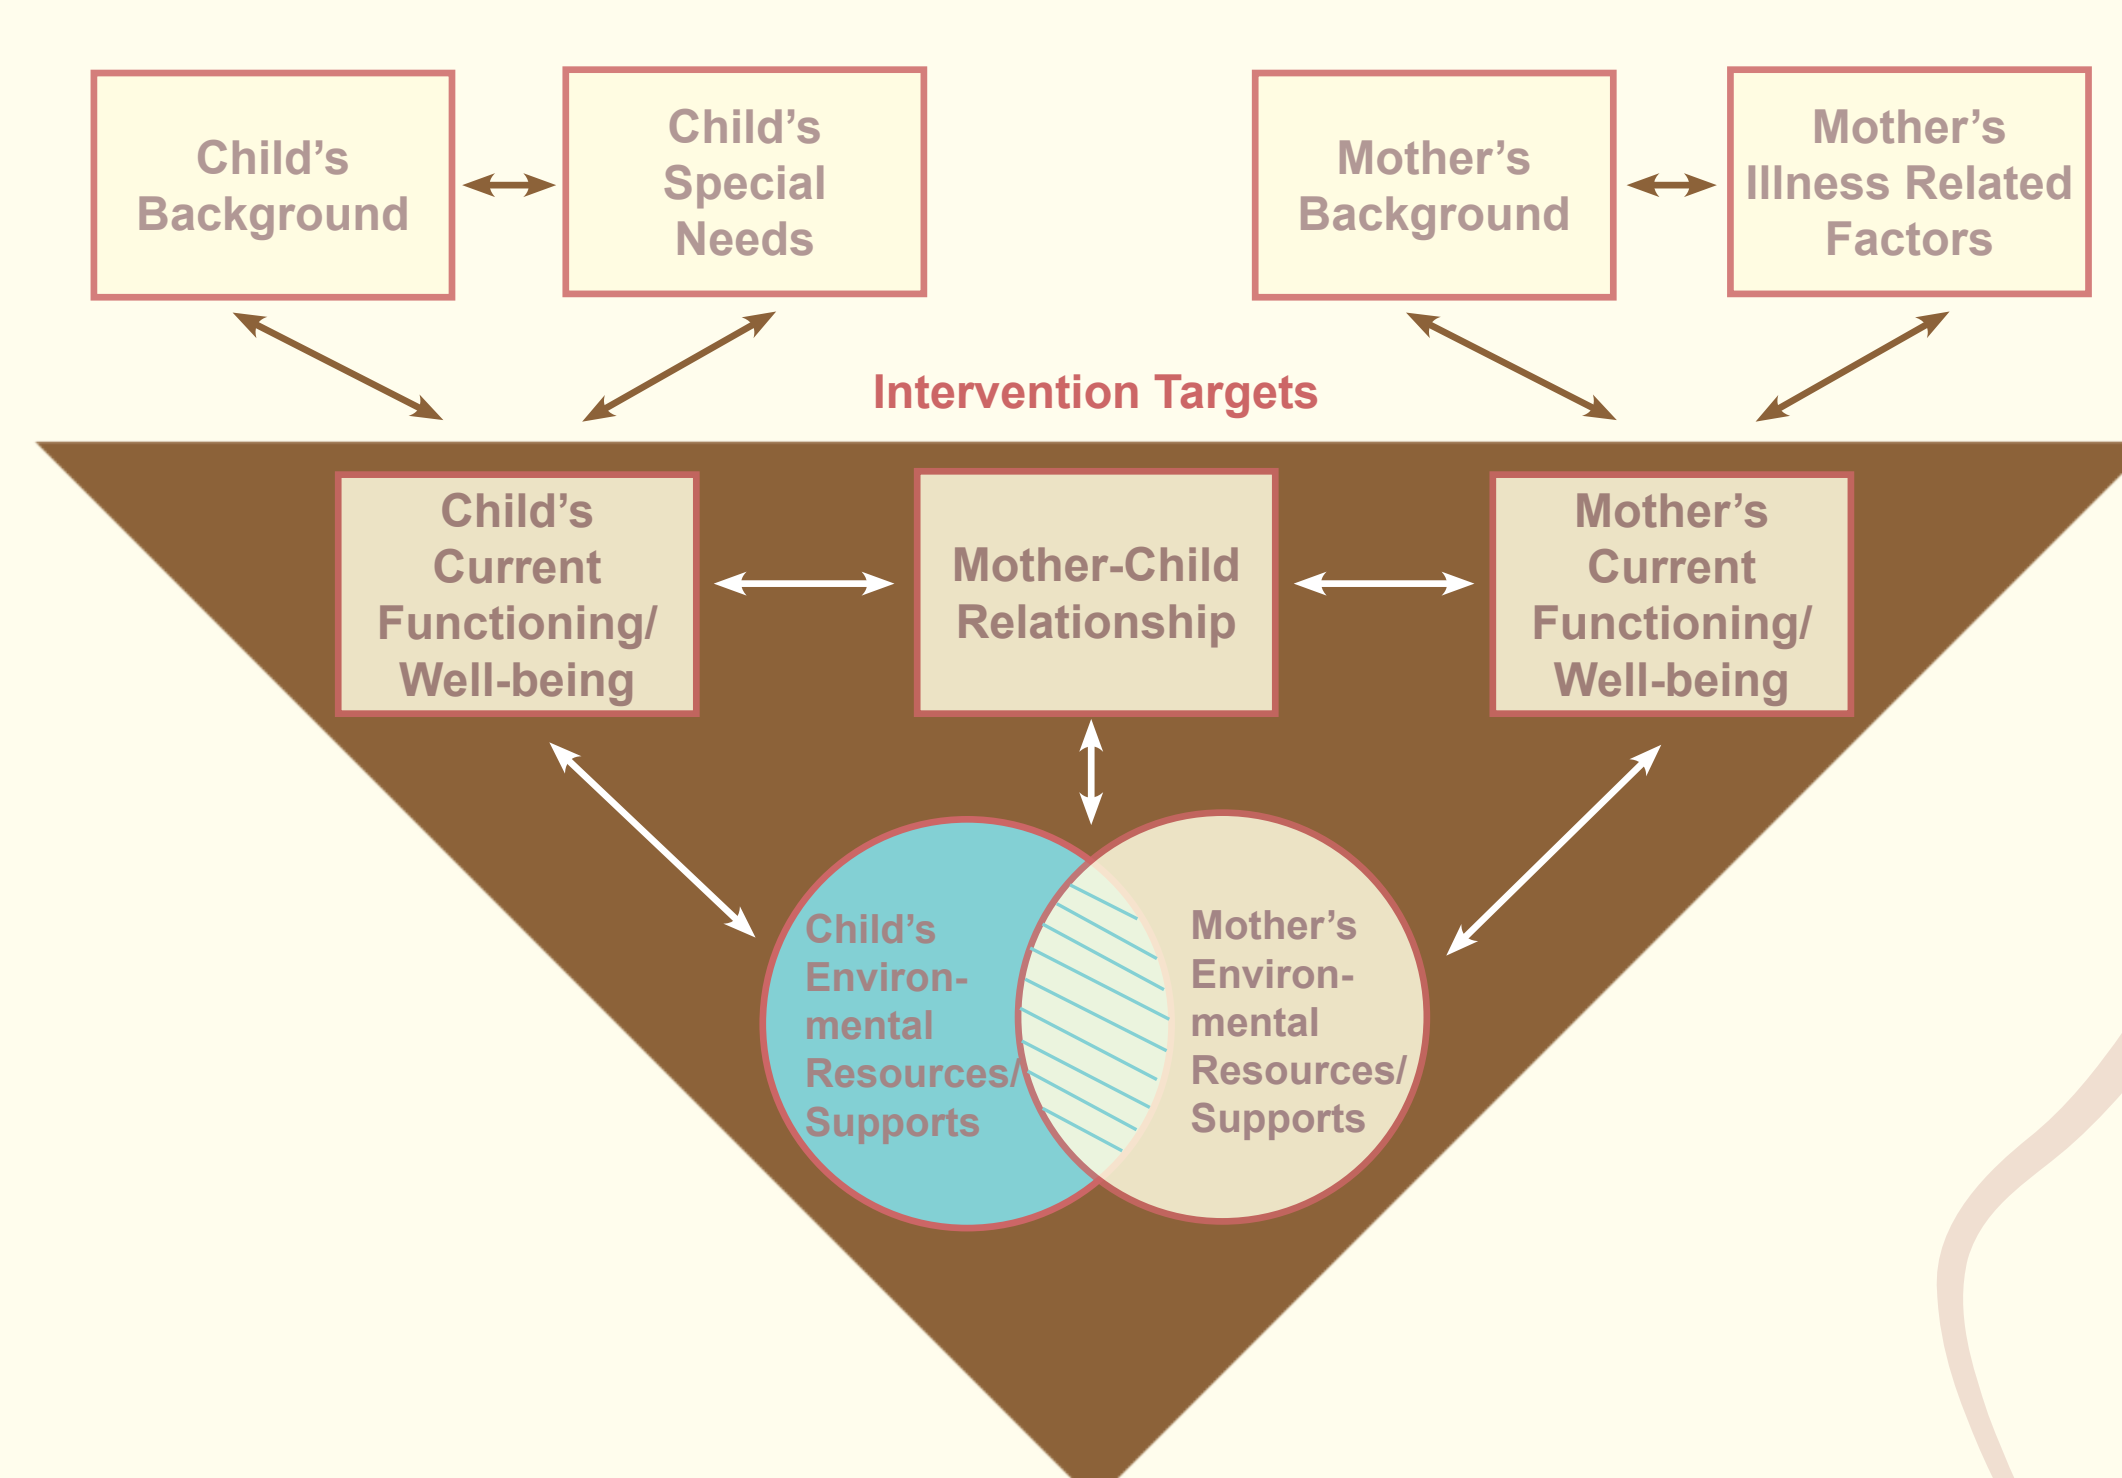 Child’s
Background
Child’s
Special
Needs
Mother’s
Background
Mother’s
Illness Related
Factors
Intervention Targets
Child’s
Current
Functioning/
Well-being
Mother-Child
Relationship
Mother’s
Current
Functioning/
Well-being
Child’s
Environ-
mental
Resources/
Supports
Mother’s
Environ-
mental
Resources/
Supports